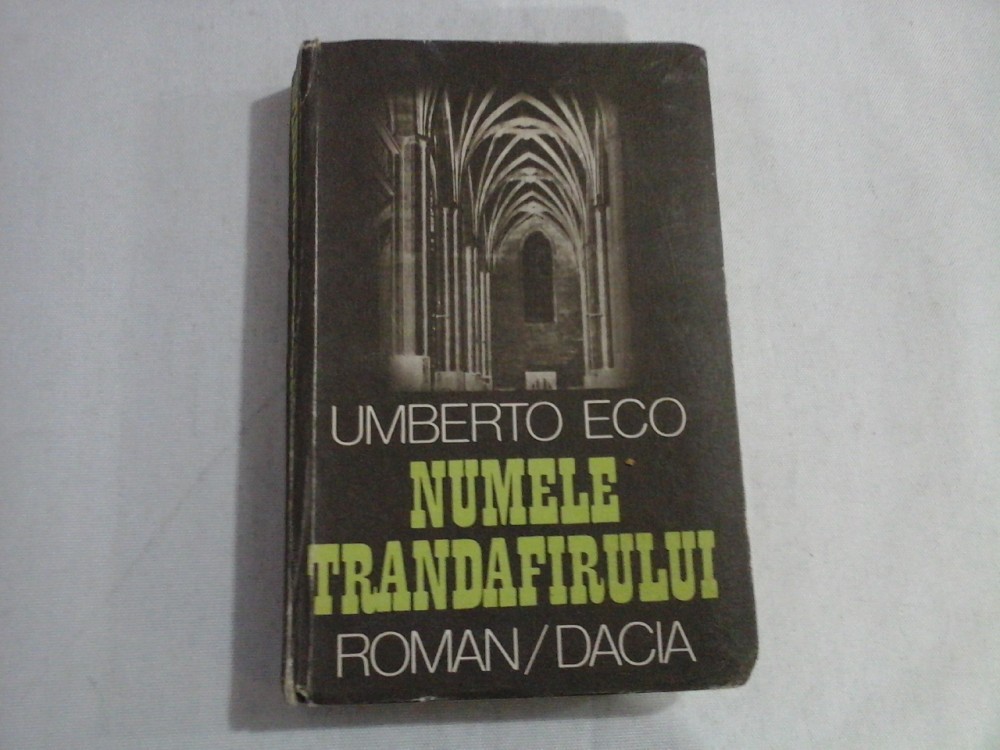 UMBERTO ECO
NUMELE
TRANDAFIRULUI
ROMAN/DACIA